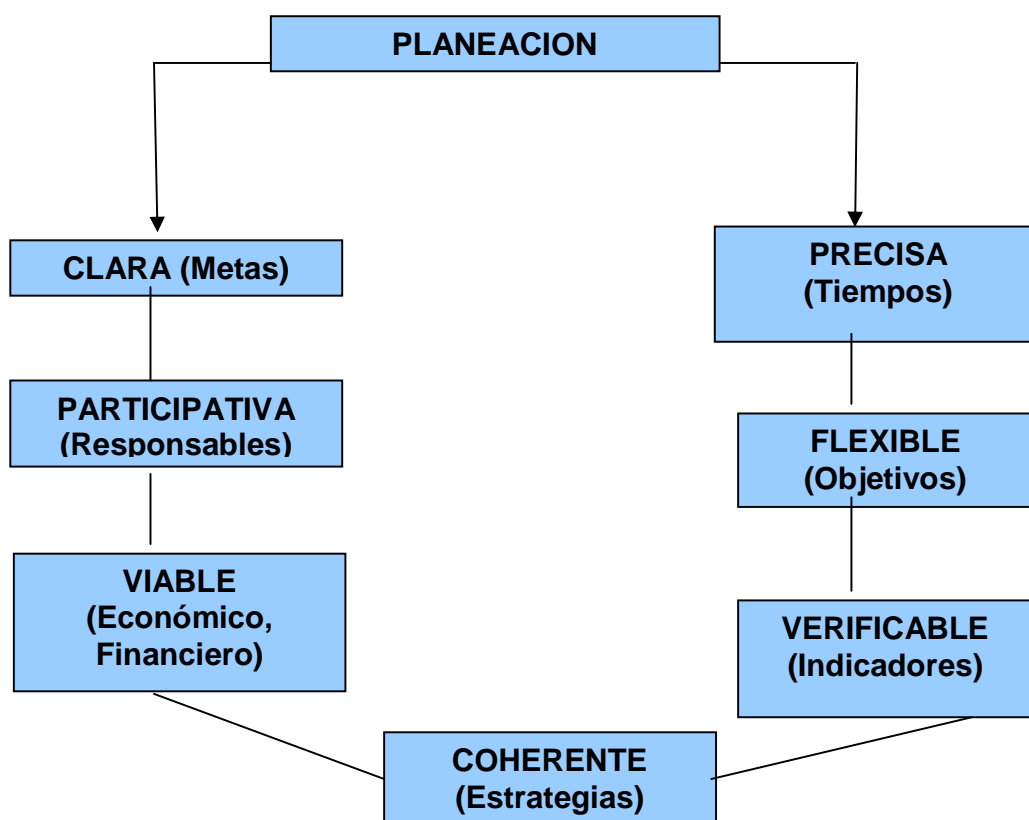 PLANEACION
CLARA (Metas)
PARTICIPATIVA
(Responsables)
VIABLE
(Económico,
Financiero)
PRECISA
(Tiempos)
FLEXIBLE
(Objetivos)
VERIFICABLE
(Indicadores)
COHERENTE
(Estrategias)